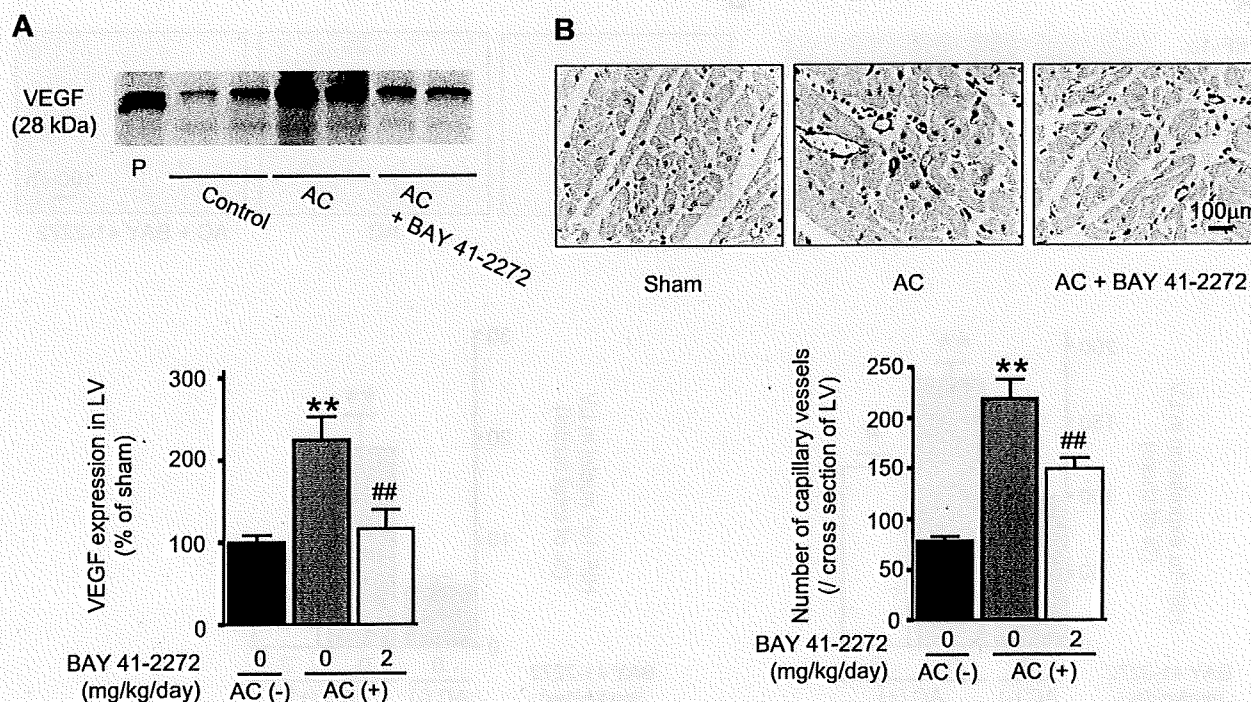 A
VEGF
(28 kDa)
P
Control
AC
AC
+ BAY 41-2272
300
200
100
0
VEGF expression in LV
(% of sham)
**
##
BAY 41-2272
(mg/kg/day)
0
0
2
AC (-)
AC (+)
B
100μm
Sham
AC
AC + BAY 41-2272
250
200
150
100
50
0
Number of capillary vessels
(/ cross section of LV)
**
##
BAY 41-2272
(mg/kg/day)
0
0
2
AC (-)
AC (+)